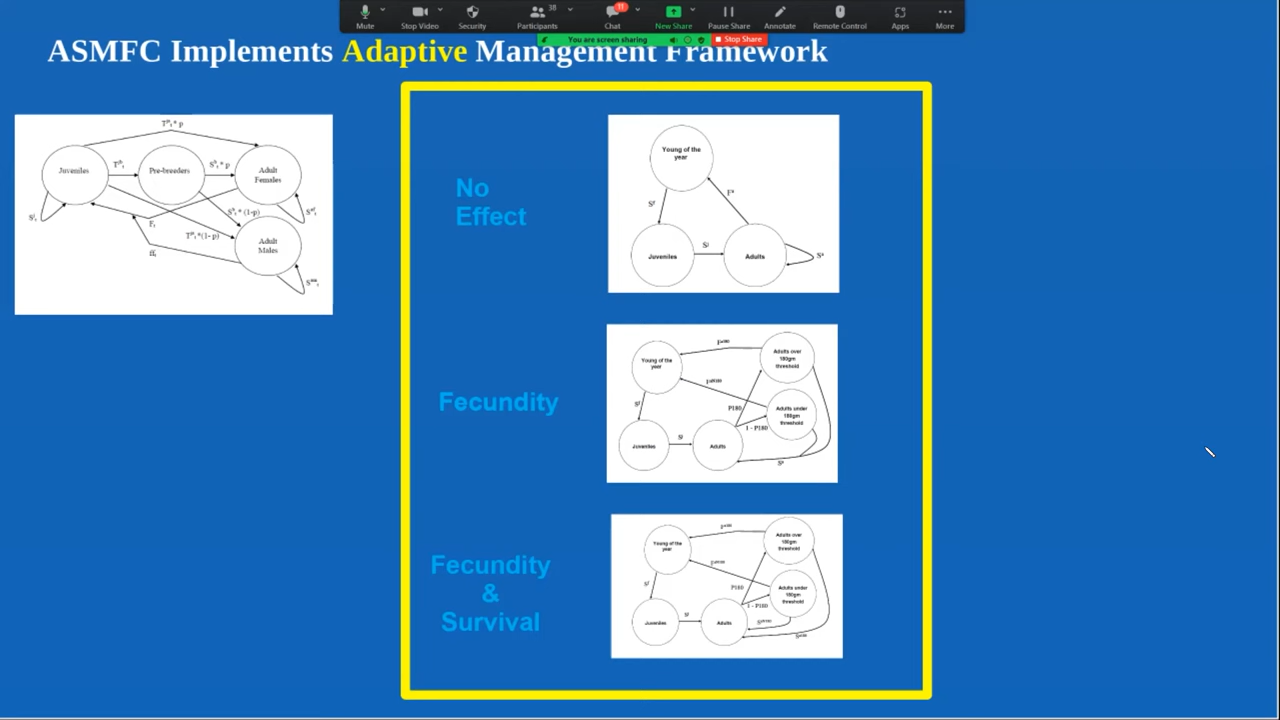 Mute
Stop Video
Security
Participants
38
Chat
11
New Share
Pause Share
Annotate
Remote Control
Apps
More
You are screen sharing
Stop Share
ASMFC Implements Adaptive Management Framework
Juveniles
Pre-breeders
Adult
Females
Adult
Males
No
Effect
Young of the
year
Juveniles
Adults
Fecundity
Young of the
year
Adults over
180gm
threshold
Adults under
180gm
threshold
P180
1 - P180
Juveniles
Adults
Fecundity
&
Survival
Young of the
year
Adults over
180gm
threshold
Adults under
180gm
threshold
P180
1 - P180
Juveniles
Adults